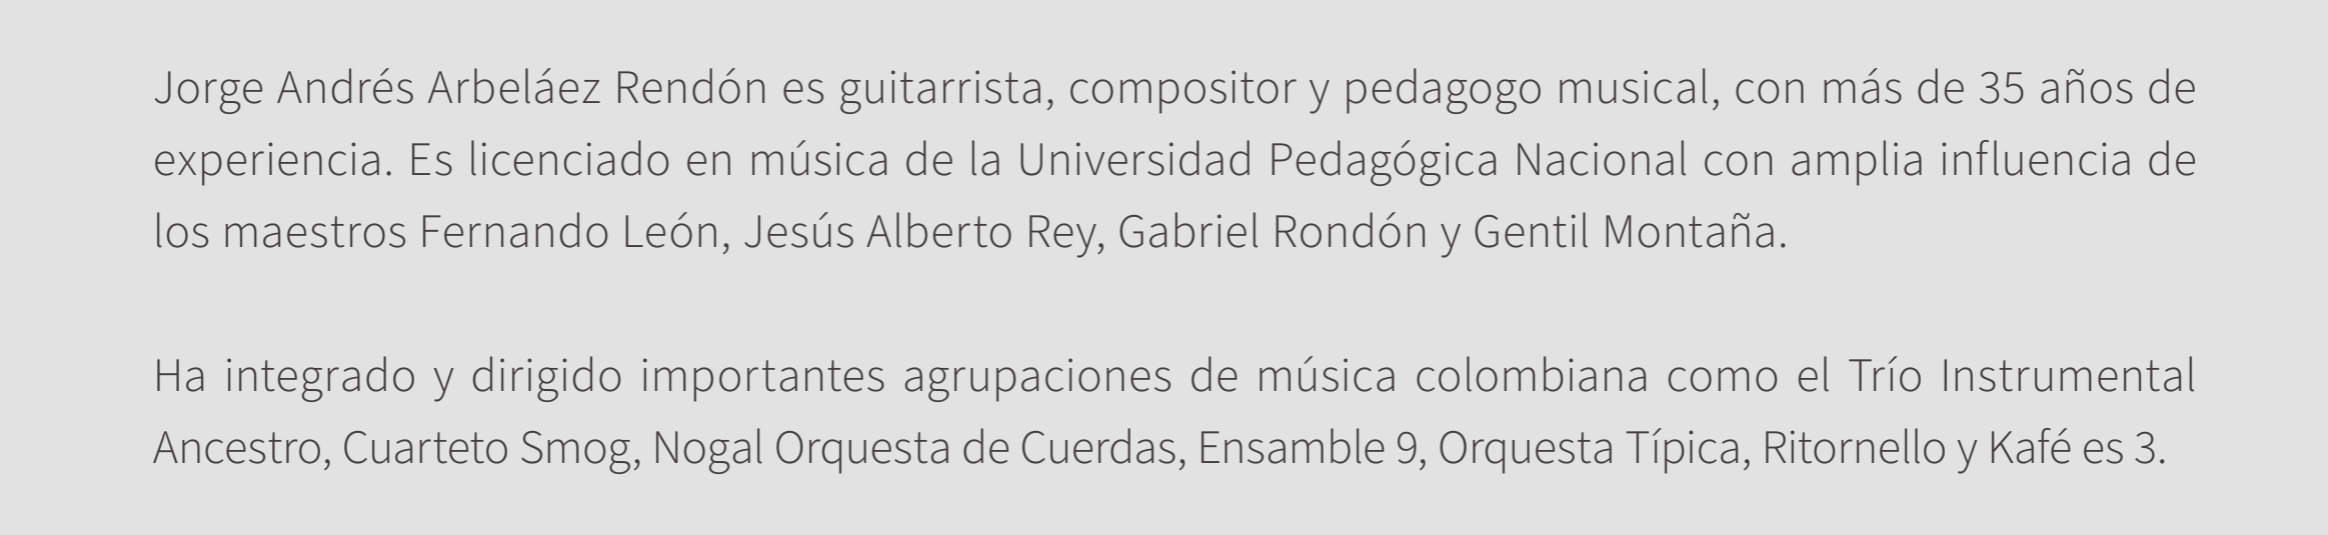 Jorge Andrés Arbeláez Rendón es guitarrista, compositor y pedagogo musical, con más de 35 años de
experiencia. Es licenciado en música de la Universidad Pedagógica Nacional con amplia influencia de
los maestros Fernando León, Jesús Alberto Rey, Gabriel Rondón y Gentil Montaña.
Ha integrado y dirigido importantes agrupaciones de música colombiana como el Trío Instrumental
Ancestro, Cuarteto Smog, Nogal Orquesta de Cuerdas, Ensamble 9, Orquesta Típica, Ritornello y Kafé es 3.